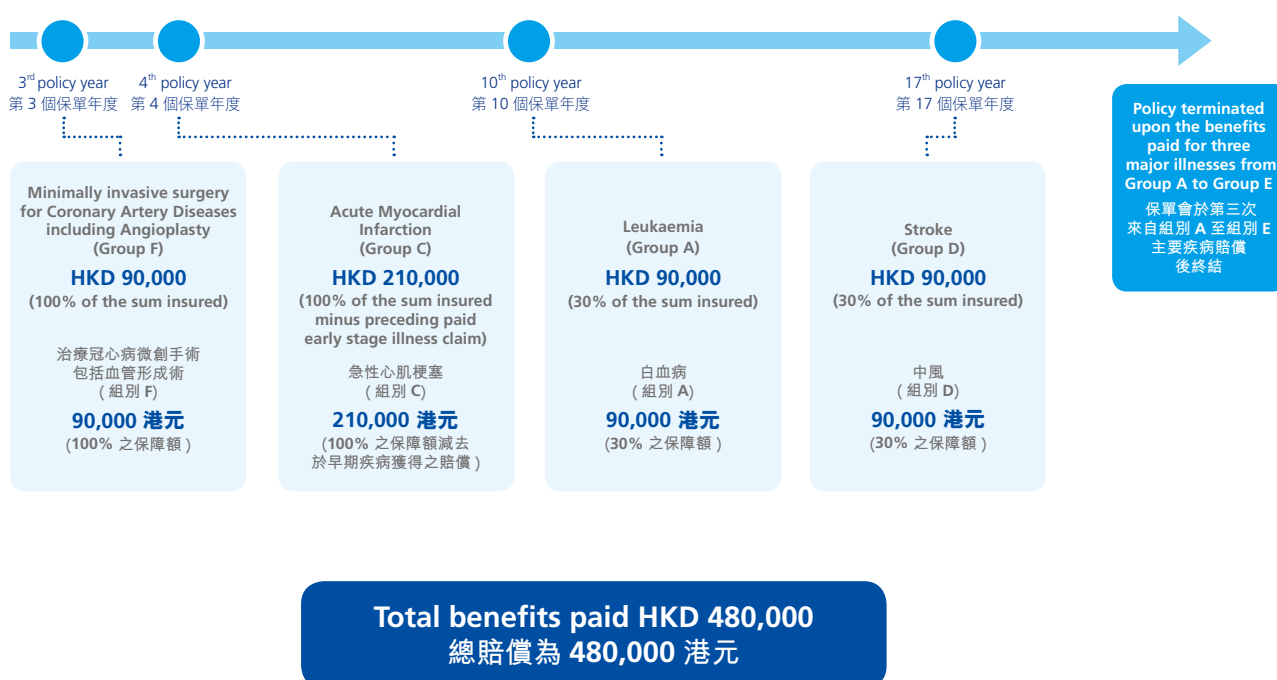 3rd policy year
第 3 個保單年度
4th policy year
第 4 個保單年度
10th policy year
第 10 個保單年度
17th policy year
第 17 個保單年度
Minimally invasive surgery
for Coronary Artery Diseases
including Angioplasty
(Group F)
HKD 90,000
(100% of the sum insured)
治療冠心病微創手術
包括血管形成術
( 組別 F)
90,000 港元
(100% 之保障額 )
Acute Myocardial
Infarction
(Group C)
HKD 210,000
(100% of the sum insured
minus preceding paid
early stage illness claim)
急性心肌梗塞
( 組別 C)
210,000 港元
(100% 之保障額減去
於早期疾病獲得之賠償 )
Leukaemia
(Group A)
HKD 90,000
(30% of the sum insured)
白血病
( 組別 A)
90,000 港元
(30% 之保障額 )
Stroke
(Group D)
HKD 90,000
(30% of the sum insured)
中風
( 組別 D)
90,000 港元
(30% 之保障額 )
Policy terminated
upon the benefits
paid for three
major illnesses from
Group A to Group E
保單會於第三次
來自組別 A 至組別 E
主要疾病賠償
後終結
Total benefits paid HKD 480,000
總賠償為 480,000 港元